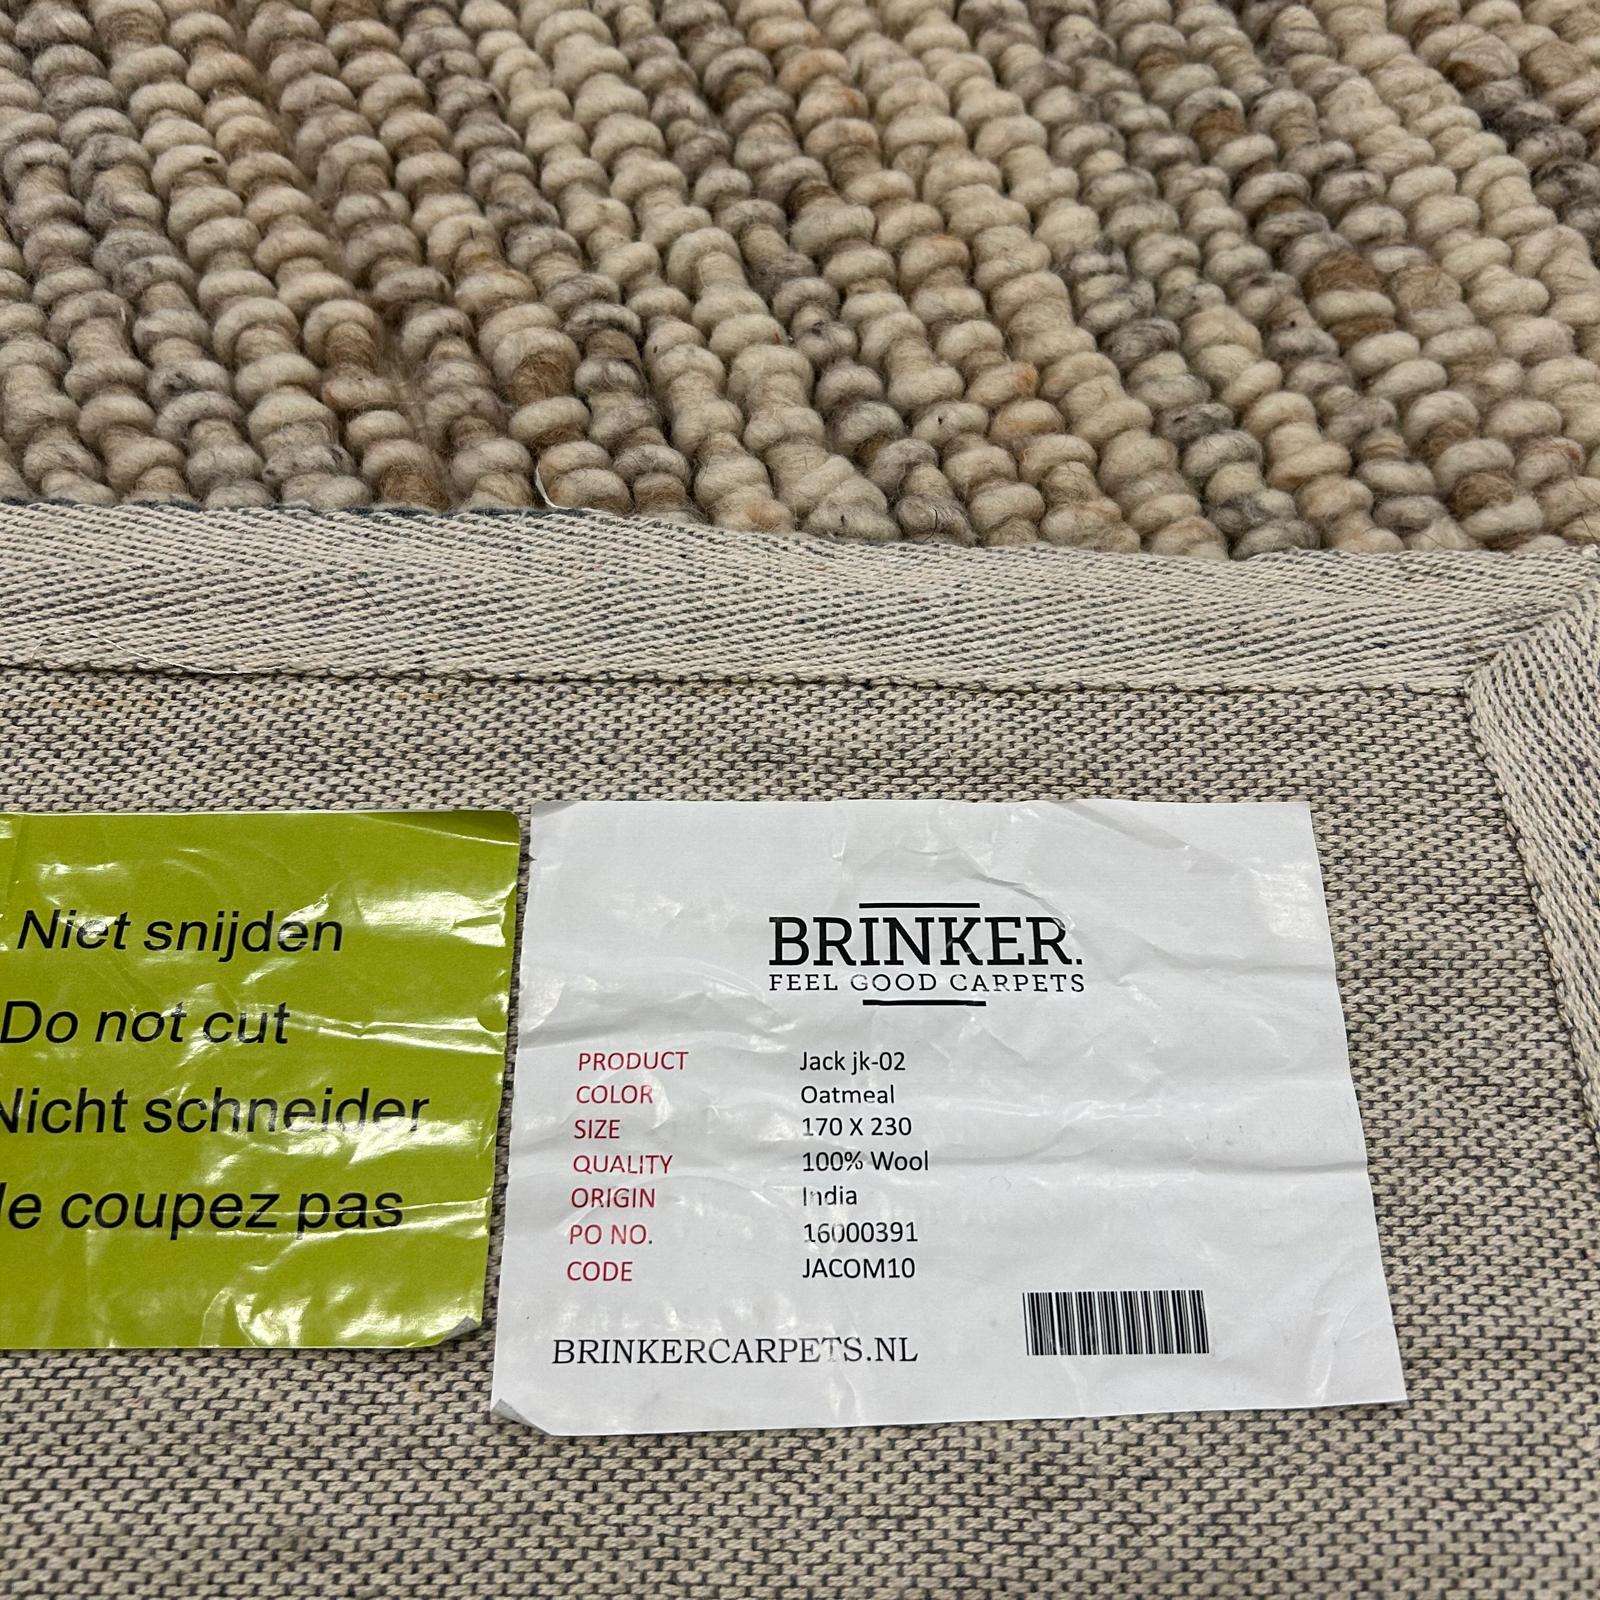 Niet snijden
Do not cut
Nicht schneider
coupez pas
BRINKER.
FEEL GOOD CARPETS
PRODUCT Jack jk-02
COLOR Oatmeal
SIZE 170 X 230
QUALITY 100% Wool
ORIGIN India
PO NO. 16000391
CODE JACOM10
BRINKERCARPETS.NL